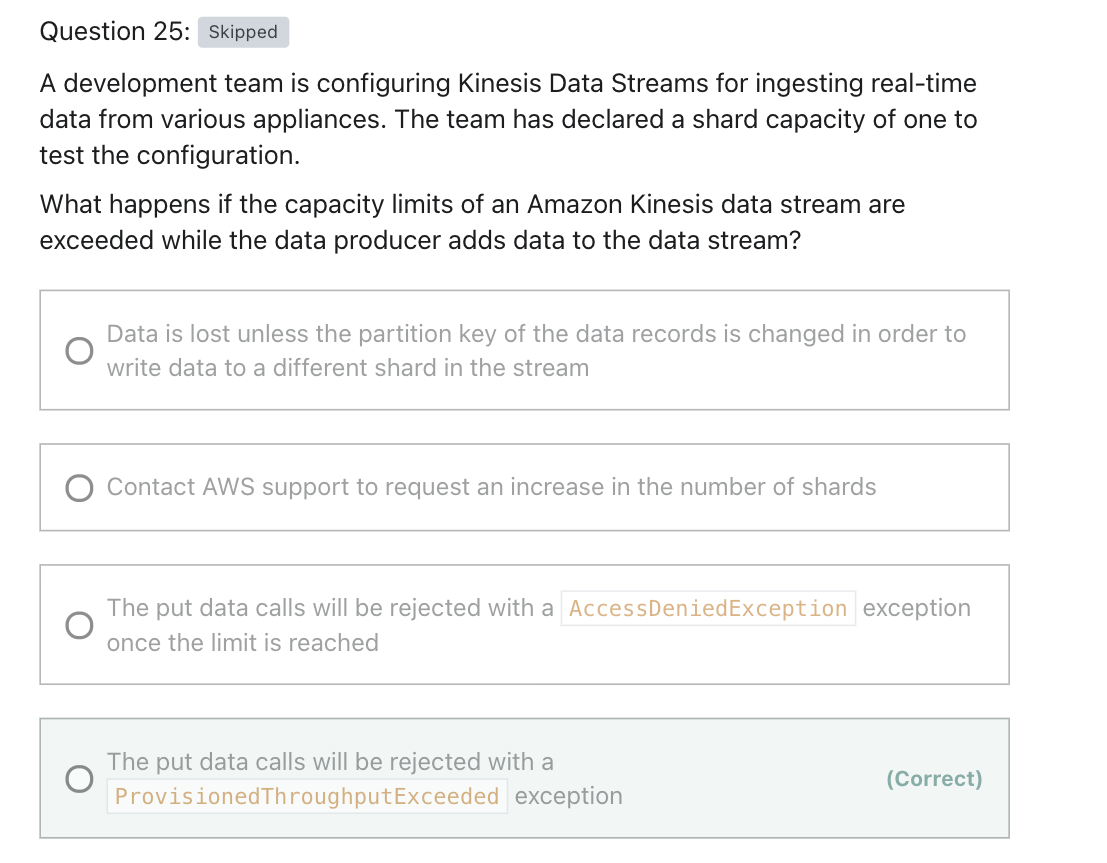 Question 25: Skipped
A development team is configuring Kinesis Data Streams for ingesting real-time
data from various appliances. The team has declared a shard capacity of one to
test the configuration.
What happens if the capacity limits of an Amazon Kinesis data stream are
exceeded while the data producer adds data to the data stream?
Data is lost unless the partition key of the data records is changed in order to
write data to a different shard in the stream
Contact AWS support to request an increase in the number of shards
The put data calls will be rejected with a AccessDeniedException exception
once the limit is reached
The put data calls will be rejected with a
ProvisionedThroughputExceeded exception
(Correct)